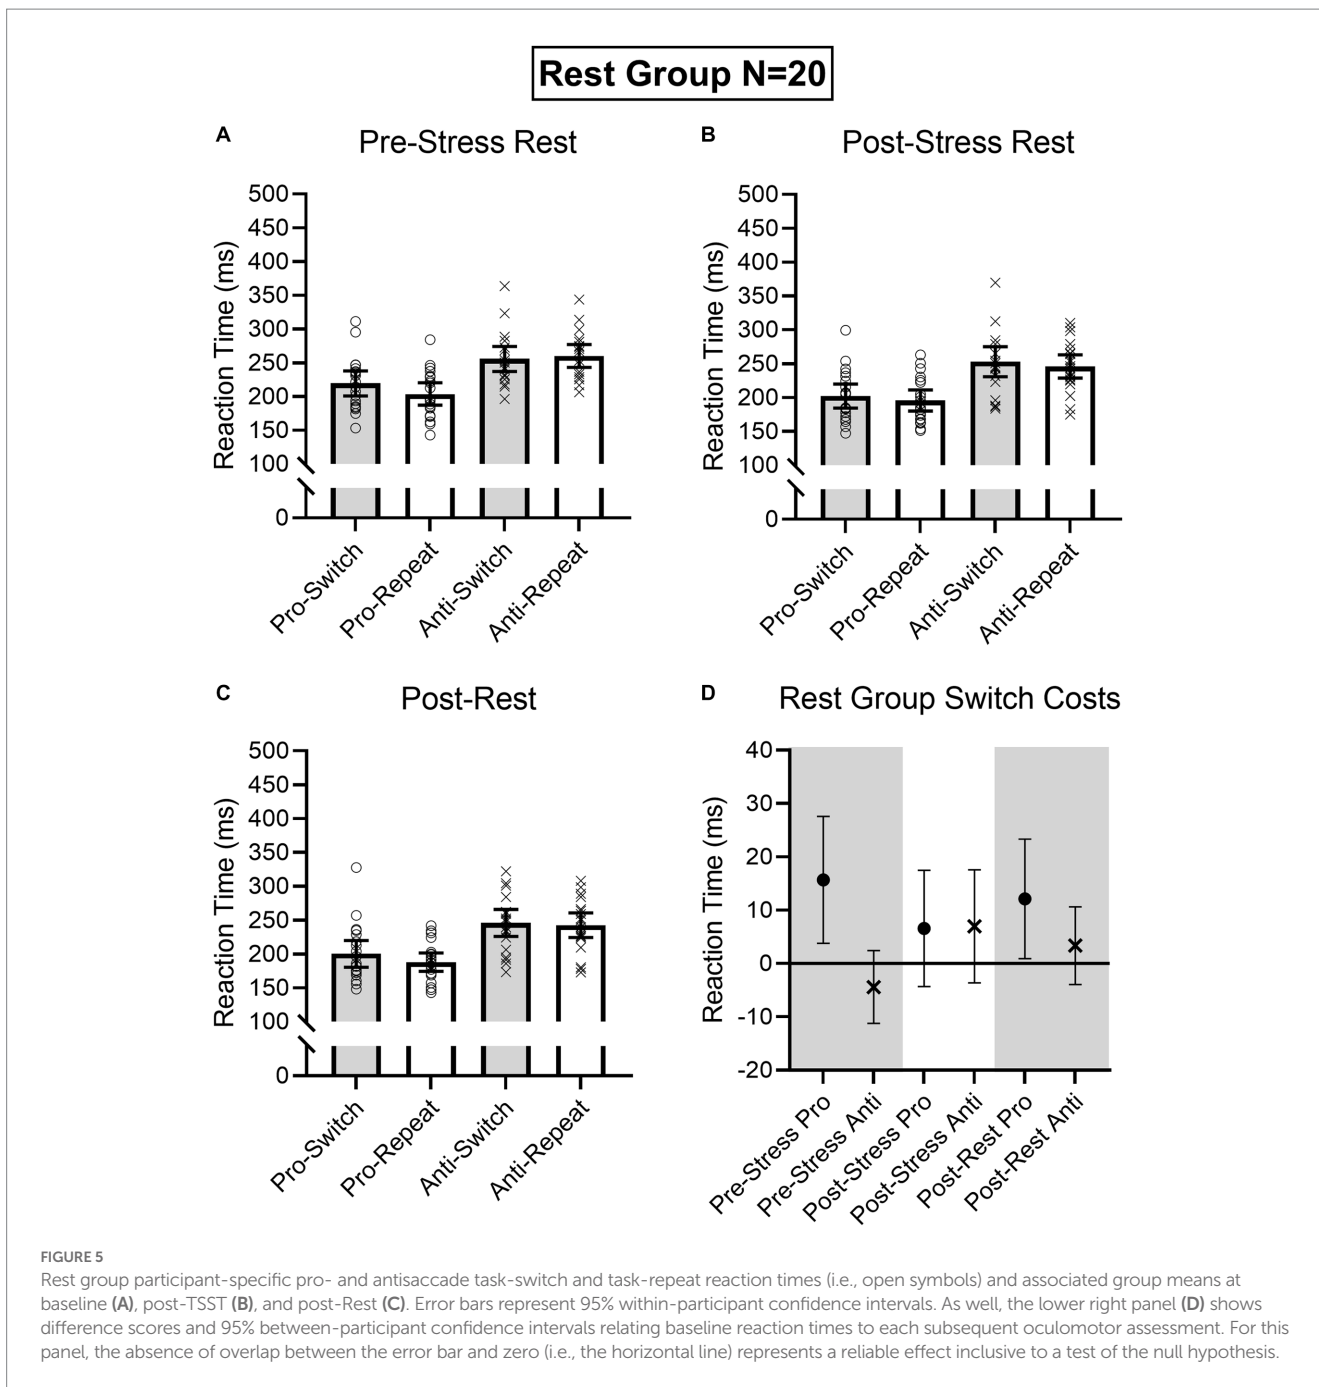 Rest Group N=20
A
Pre-Stress Rest
Reaction Time (ms)
500
450
400
350
300
250
200
150
100
0
Pro-Switch
Pro-Repeat
Anti-Switch
Anti-Repeat
B
Post-Stress Rest
Reaction Time (ms)
500
450
400
350
300
250
200
150
100
0
Pro-Switch
Pro-Repeat
Anti-Switch
Anti-Repeat
C
Post-Rest
Reaction Time (ms)
500
450
400
350
300
250
200
150
100
0
Pro-Switch
Pro-Repeat
Anti-Switch
Anti-Repeat
D
Rest Group Switch Costs
Reaction Time (ms)
40
30
20
10
0
-10
-20
Pre-Stress Pro
Pre-Stress Anti
Post-Stress Pro
Post-Stress Anti
Post-Rest Pro
Post-Rest Anti
FIGURE 5
Rest group participant-specific pro- and antisaccade task-switch and task-repeat reaction times (i.e., open symbols) and associated group means at
baseline (A), post-TSST (B), and post-Rest (C). Error bars represent 95% within-participant confidence intervals. As well, the lower right panel (D) shows
difference scores and 95% between-participant confidence intervals relating baseline reaction times to each subsequent oculomotor assessment. For this
panel, the absence of overlap between the error bar and zero (i.e., the horizontal line) represents a reliable effect inclusive to a test of the null hypothesis.